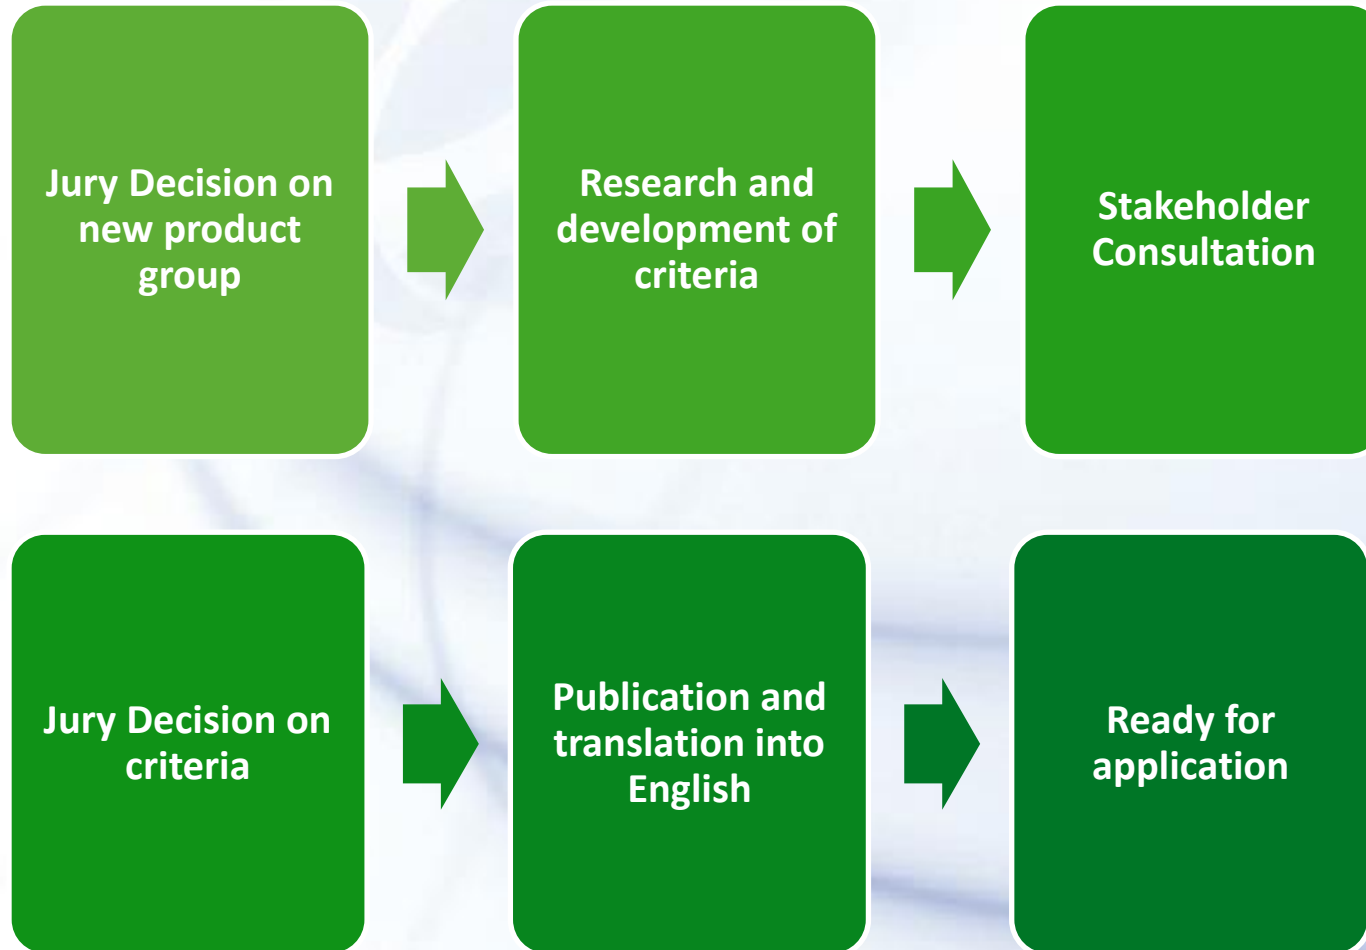 Jury Decision on
new product
group
Research and
development of
criteria
Stakeholder
Consultation
Jury Decision on
criteria
Publication and
translation into
English
Ready for
application